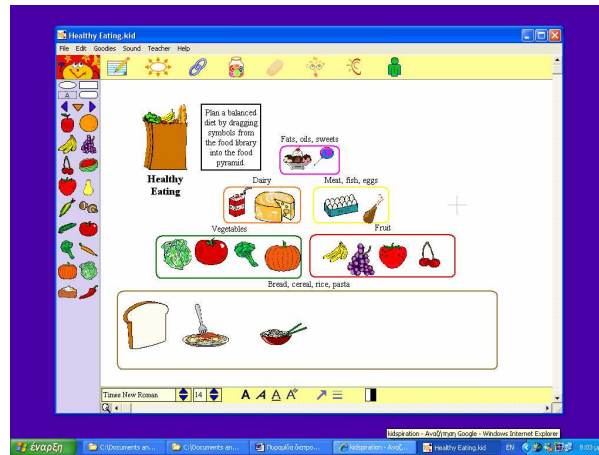 Healthy Eating.kid
File Edit Goodies Sound Teacher Help
Plan a balanced
diet by dragging
symbols from
the food library
into the food
pyramid.
Healthy
Eating
Fats, oils, sweets
Dairy
Meat, fish, eggs
Vegetables
Fruit
Bread, cereal, rice, pasta
Times New Roman 14 A A A A
kidspiration - Αναζήτηση Google - Windows Internet Explorer
έναρξη C:\Documents an... C:\Documents an... kidspiration - Αναζ... Healthy Eating.kid EN